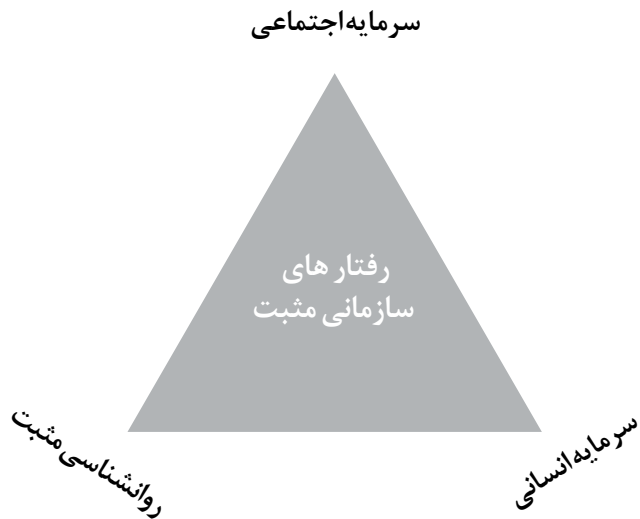 سرمایه‌اجتماعی
رفتار های
سازمانی مثبت
روانشناسی مثبت
سرمایه‌انسانی